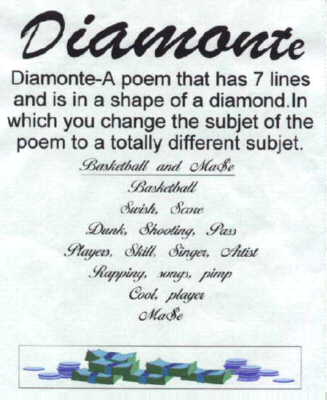 Diamonte
Diamonte-A poem that has 7 lines
and is in a shape of a diamond.In
which you change the subjet of the
poem to a totally different subjet.
Basketball and Ma$e
Basketball
Swish, Score
Dunk, Shooting, Pass
Players, Skill, Singer, Artist
Rapping, songs, pimp
Cool, player
Ma$e